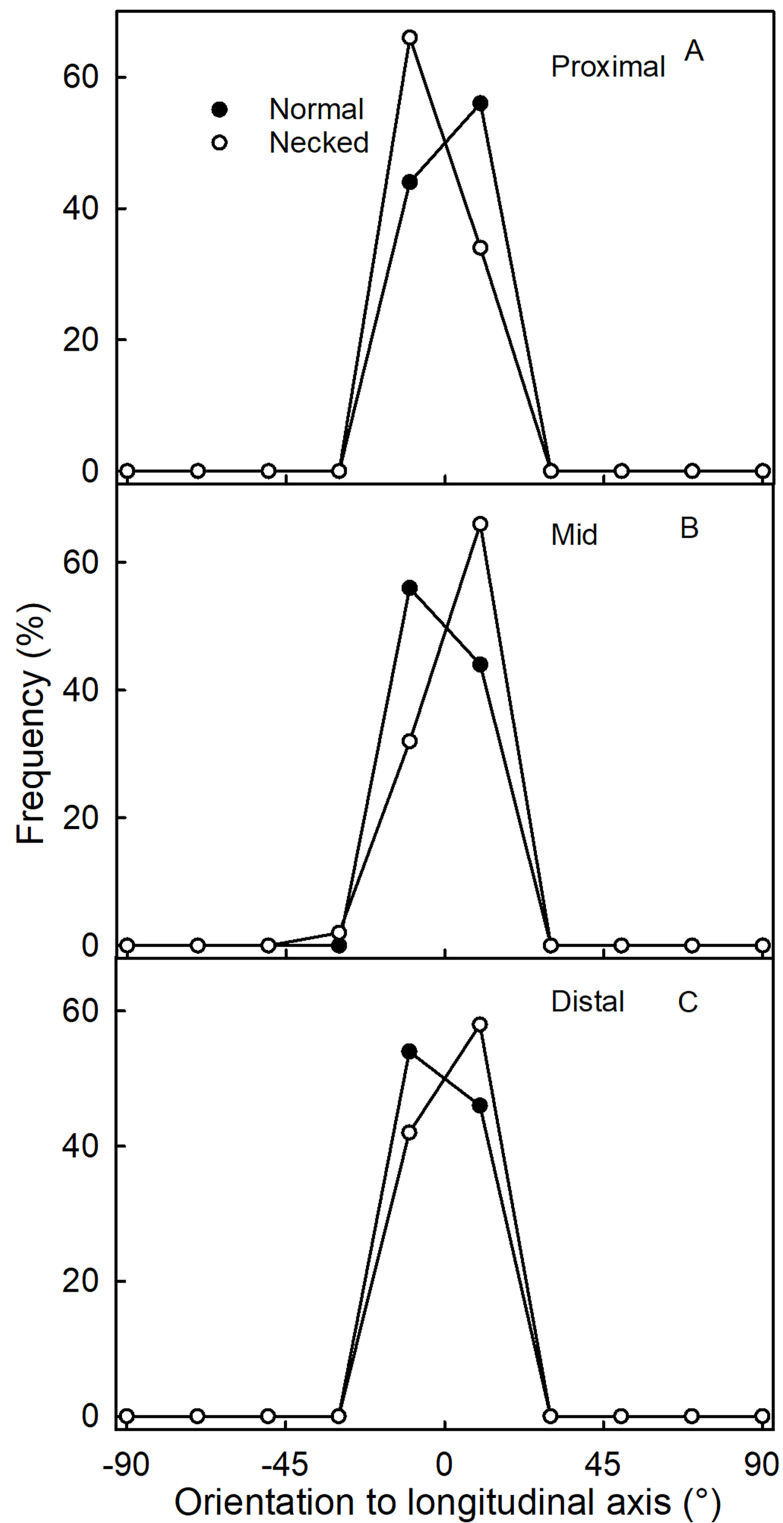 Proximal A
Normal
Necked
60
40
20
0
Mid B
60
40
20
0
Distal C
60
40
20
0
Frequency (%)
-90 -45 0 45 90
Orientation to longitudinal axis (°)